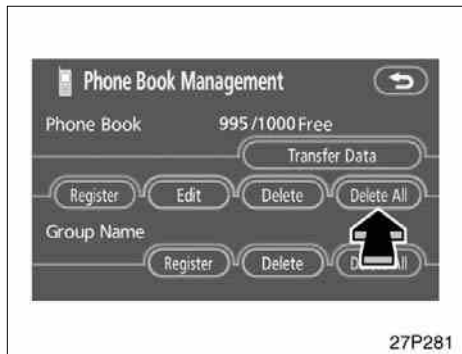 Phone Book Management
Phone Book 995/1000 Free
Transfer Data
Register Edit Delete Delete All
Group Name
Register Delete
27P281